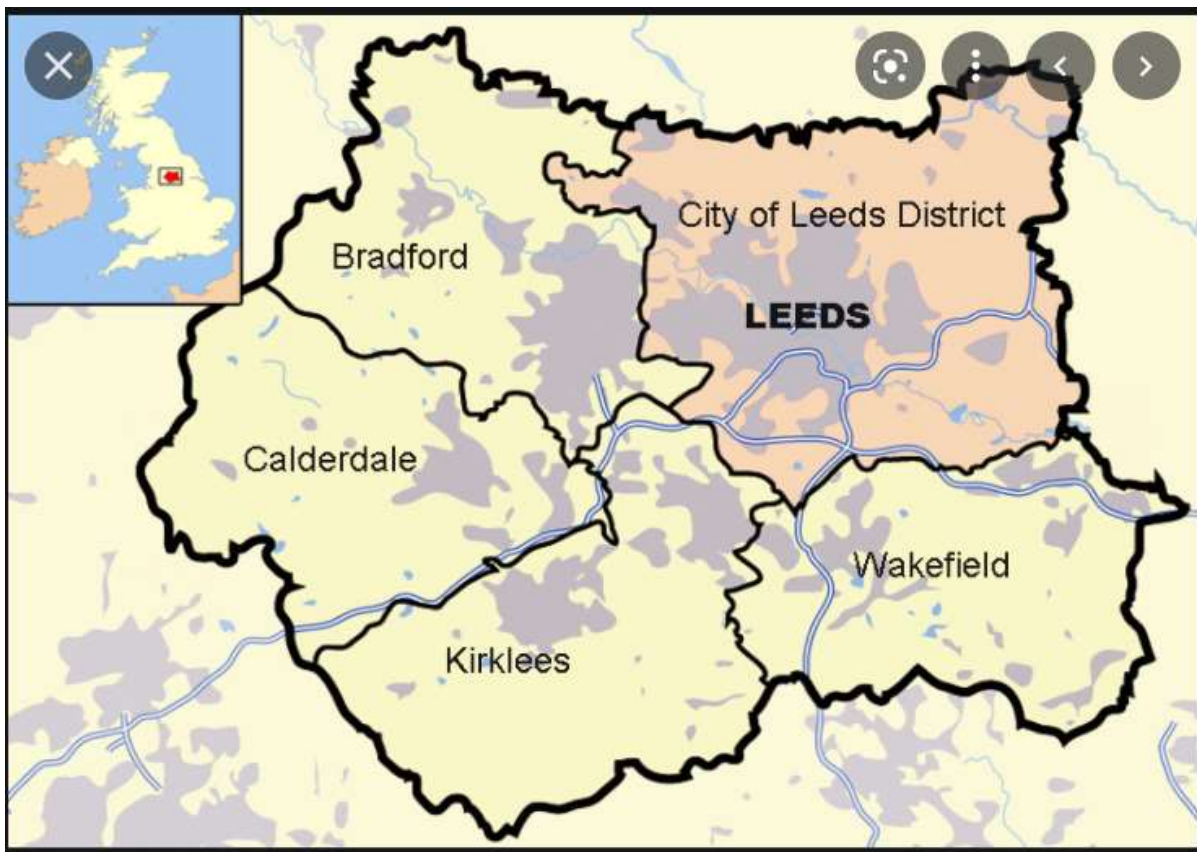 City of Leeds District
Bradford
LEEDS
Calderdale
Wakefield
Kirklees